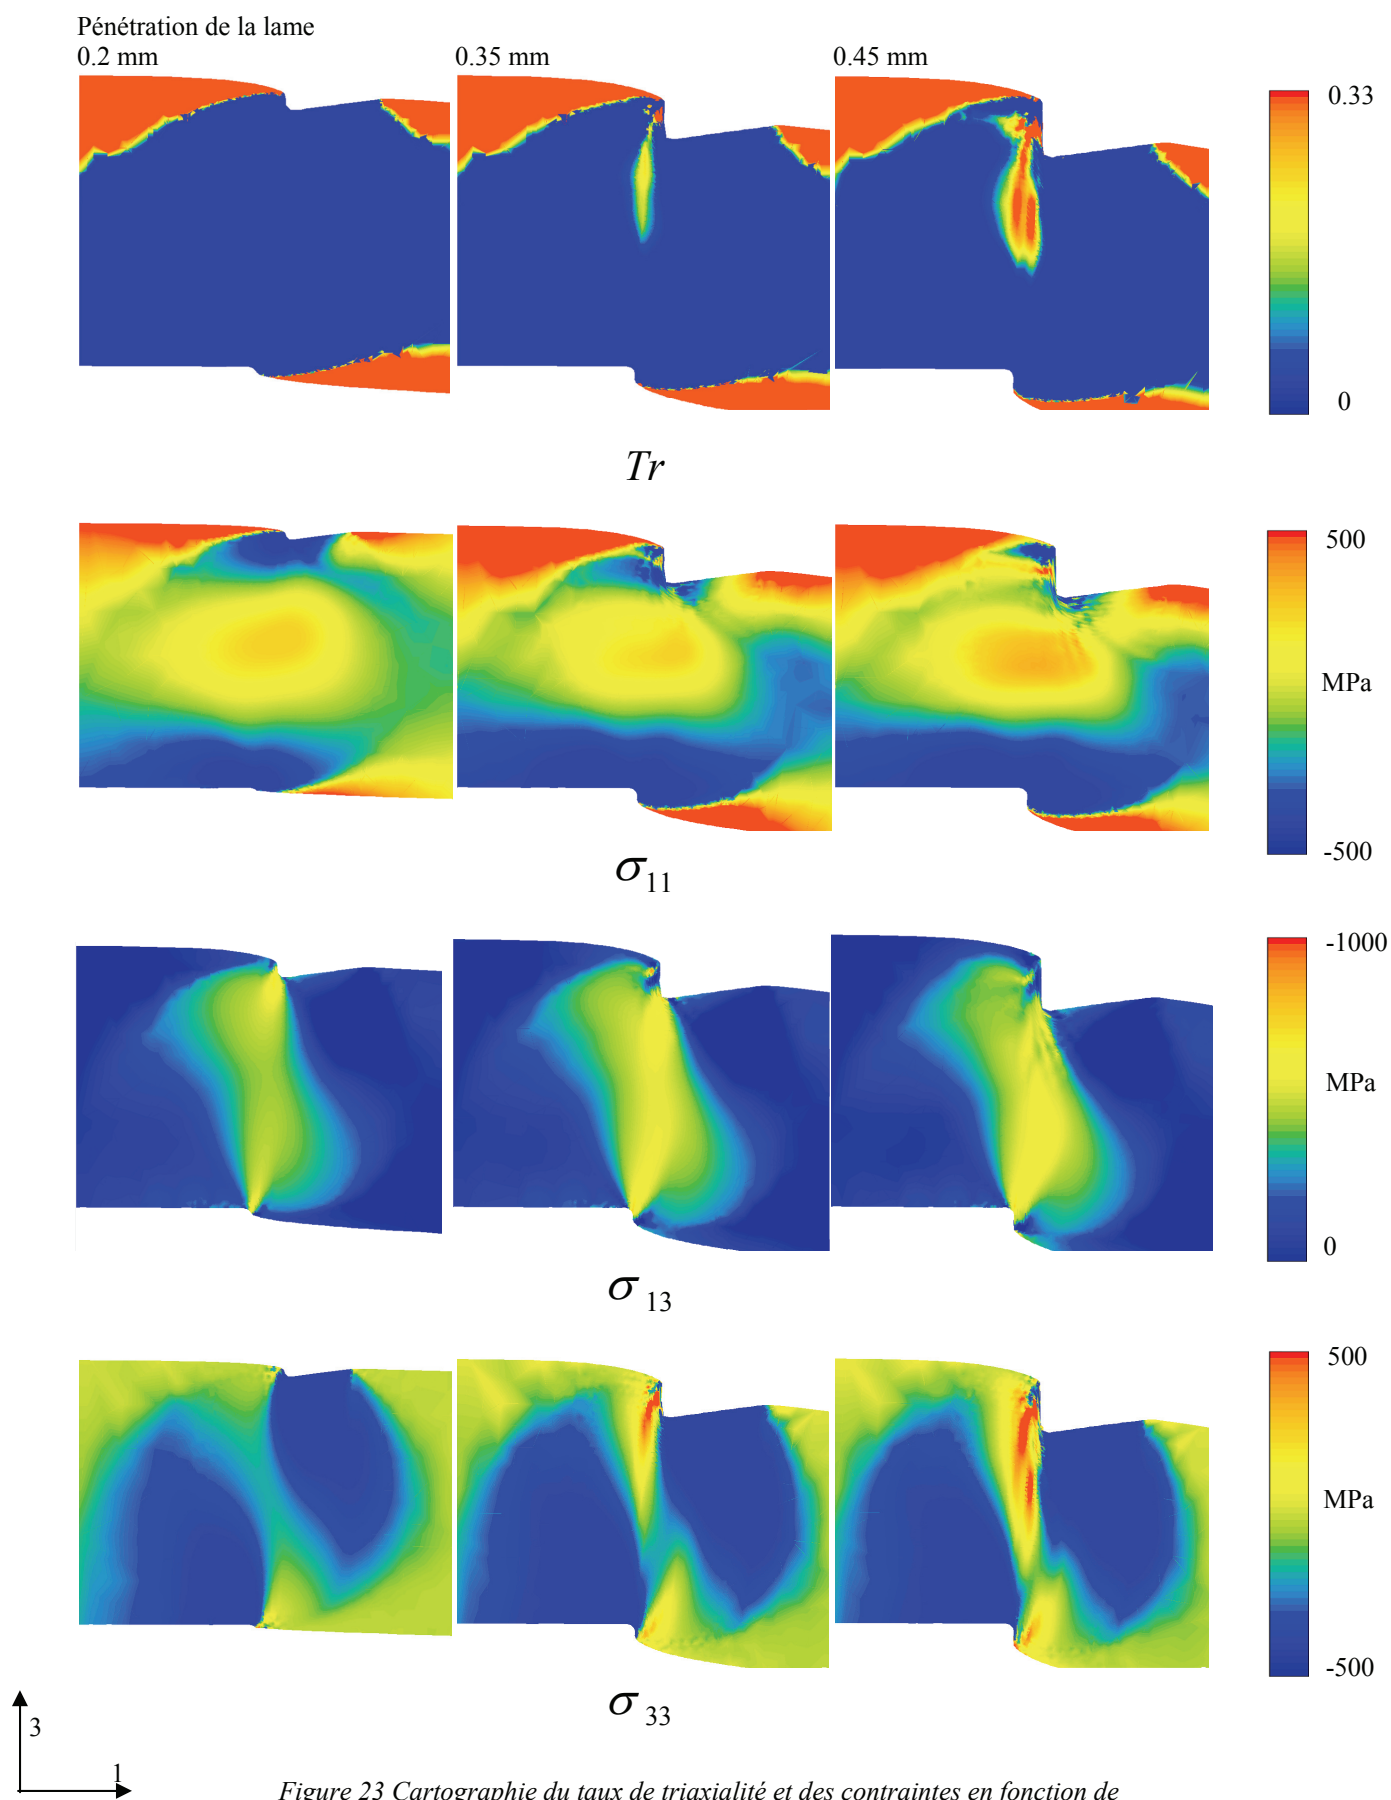 Pénétration de la lame
0.2 mm 0.35 mm 0.45 mm
0.33
0
Tr
500
MPa
-500
σ11
-1000
MPa
0
σ13
500
MPa
-500
σ33
3
1
Figure 23 Cartographie du taux de triaxialité et des contraintes en fonction de